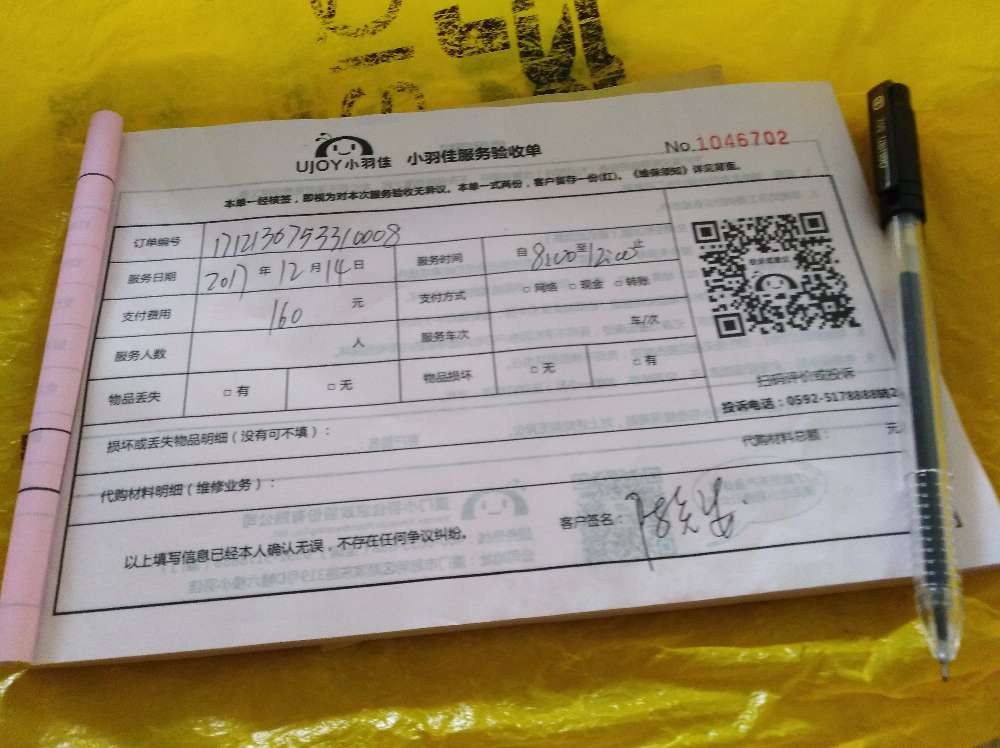 UJOY小羽佳 小羽佳服务验收单 No.1046702
本单一经核签，即视为对本次服务验收无异议。本单一式两份，客户留存一份(红)。《维保须知》详见背面。
订单编号 1712130753310008
服务日期 2017 年 12 月 14 日 服务时间 自 8:00 至 12:00 止
支付费用 160 元 支付方式 □ 网络 □ 现金 □ 转账
服务人数 人 服务车次 车/次
物品丢失 □ 有 □ 无 物品损坏 □ 无 □ 有
扫码评价或投诉
投诉电话：0592-5178888
损坏或丢失物品明细（没有可不填）：
代购材料明细（维修业务）： 代购材料总额： 元
以上填写信息已经本人确认无误，不存在任何争议纠纷。 客户签名：